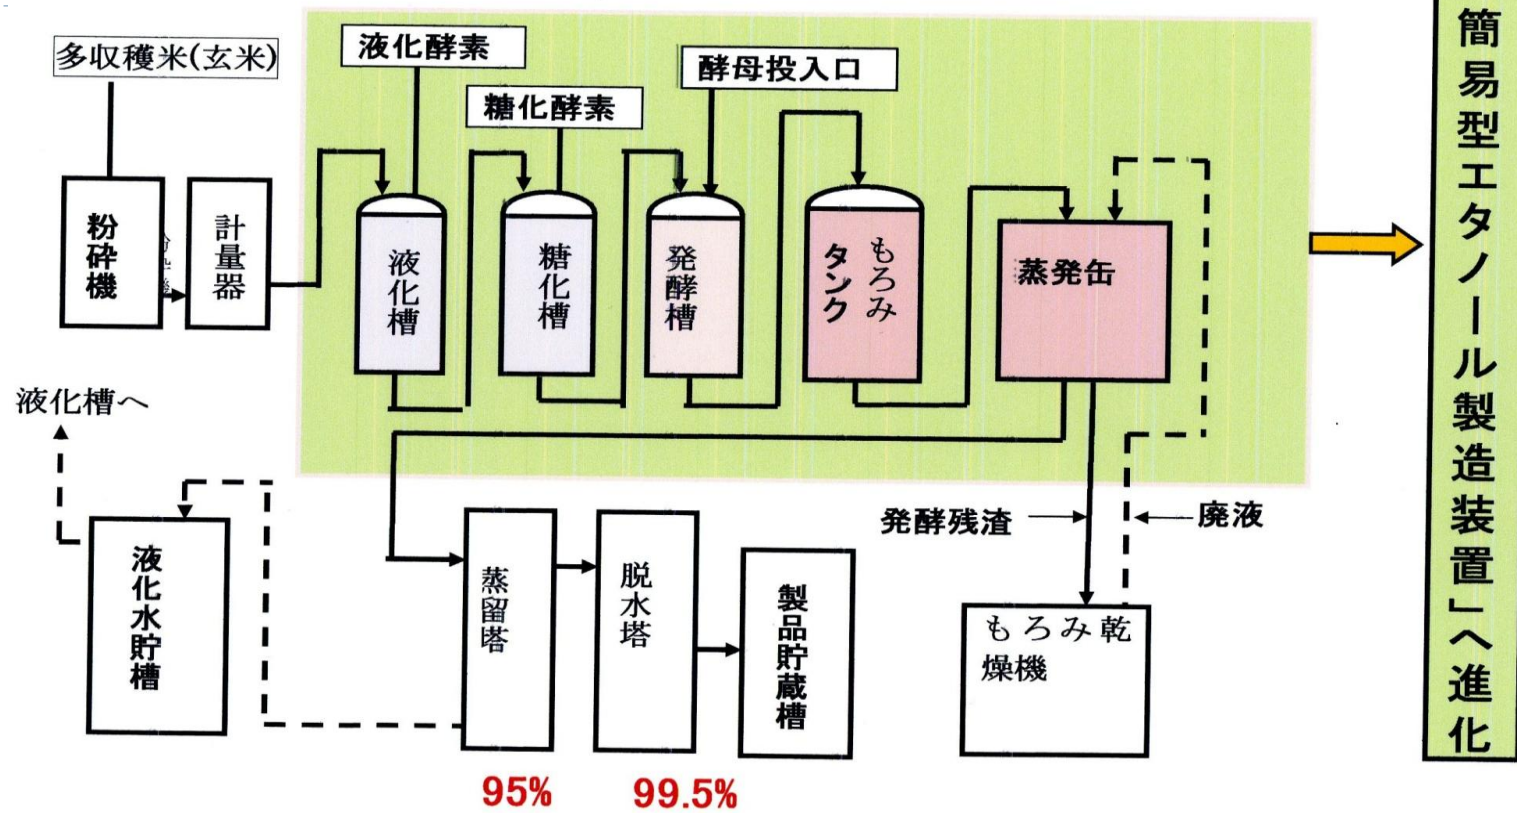 多収穫米(玄米)
液化酵素
糖化酵素
酵母投入口
粉砕機
計量器
液化槽
糖化槽
発酵槽
もろみ
タンク
蒸発缶
液化槽へ
液化水貯槽
蒸留塔
脱水塔
製品貯蔵槽
発酵残渣
廃液
もろみ乾
燥機
95%
99.5%
簡易型エタノール製造装置」へ進化